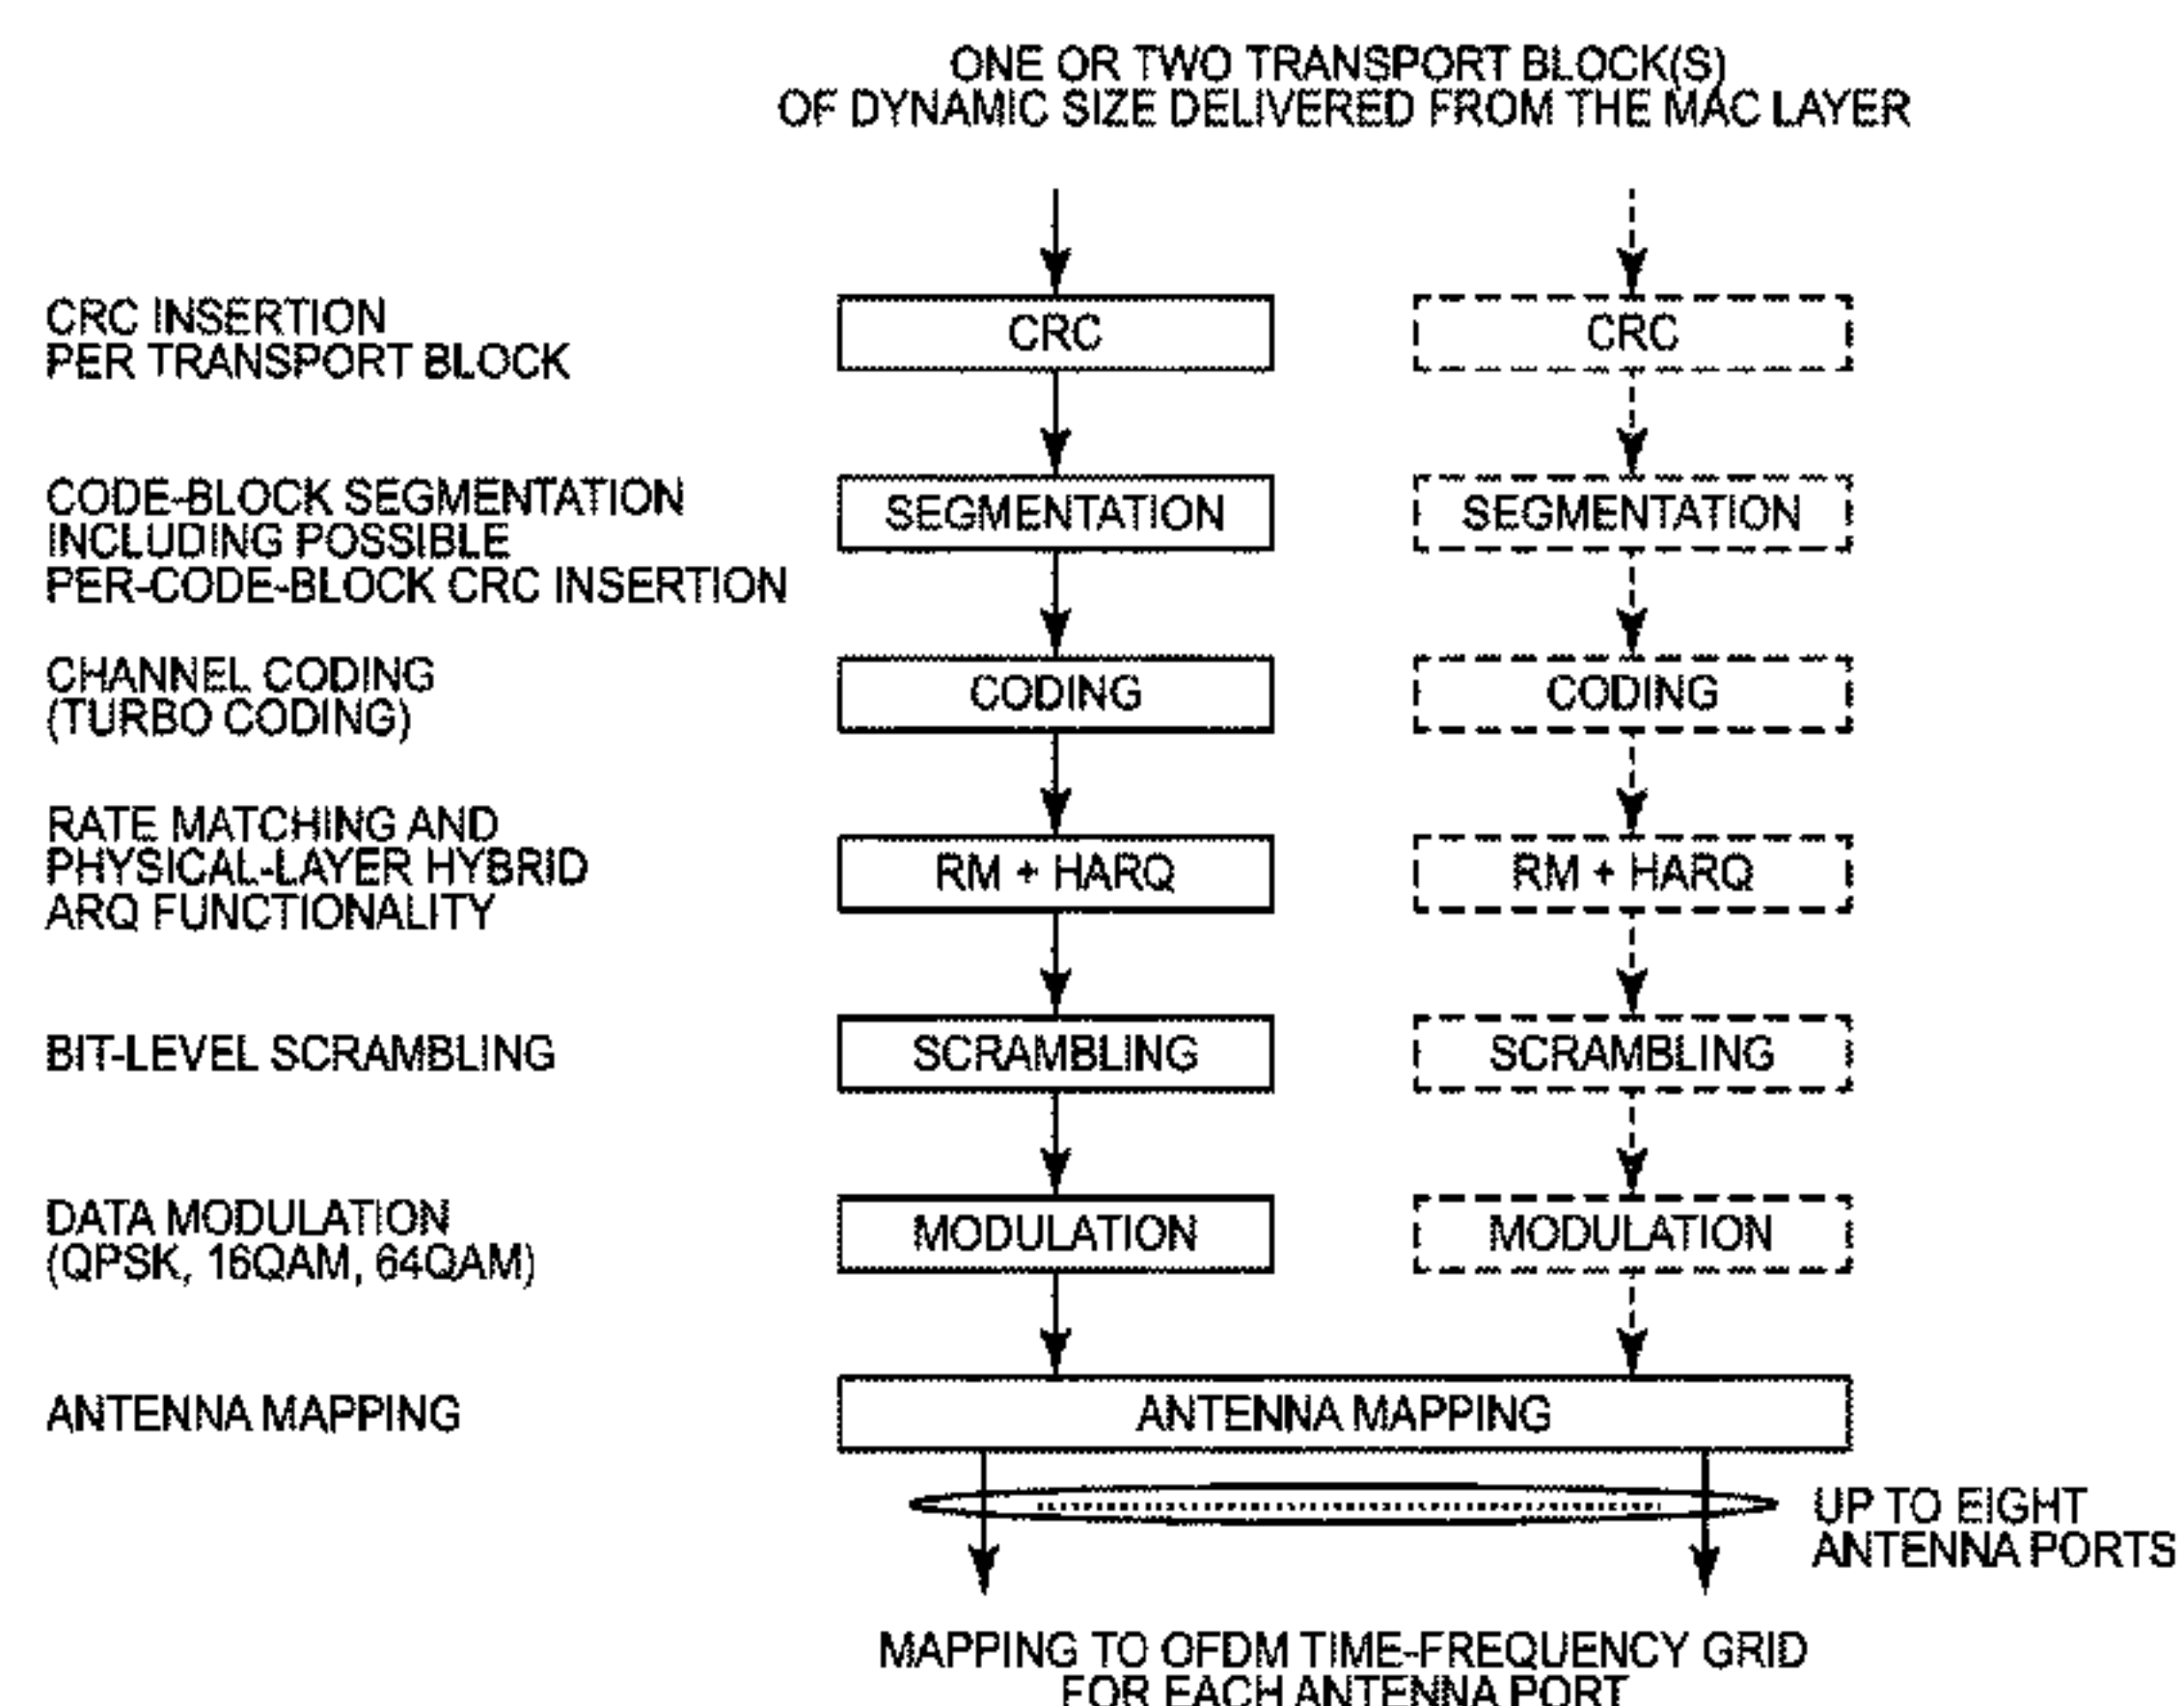 ONE OR TWO TRANSPORT BLOCK(S)
OF DYNAMIC SIZE DELIVERED FROM THE MAC LAYER
CRC INSERTION
PER TRANSPORT BLOCK
CRC
CRC
CODE-BLOCK SEGMENTATION
INCLUDING POSSIBLE
PER-CODE-BLOCK CRC INSERTION
SEGMENTATION
SEGMENTATION
CHANNEL CODING
(TURBO CODING)
CODING
CODING
RATE MATCHING AND
PHYSICAL-LAYER HYBRID
ARQ FUNCTIONALITY
RM + HARQ
RM + HARQ
BIT-LEVEL SCRAMBLING
SCRAMBLING
SCRAMBLING
DATA MODULATION
(QPSK, 16QAM, 64QAM)
MODULATION
MODULATION
ANTENNA MAPPING
ANTENNA MAPPING
UP TO EIGHT
ANTENNA PORTS
MAPPING TO OFDM TIME-FREQUENCY GRID
FOR EACH ANTENNA PORT